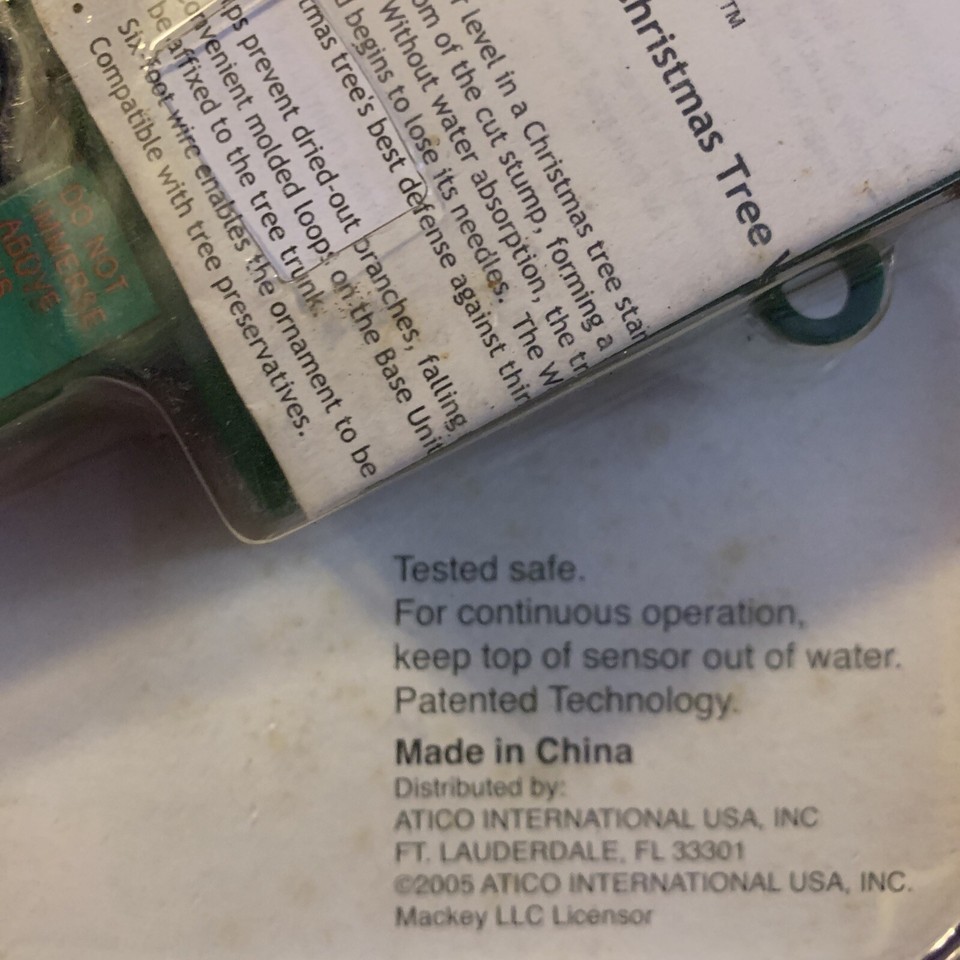 ™
hristmas Tree
r level in a Christmas tree stan
om of the cut stump, forming a
Without water absorption, the tr
d begins to lose its needles. The W
tmas tree's best defense against thir
ps prevent dried-out branches, falling
onvenient molded loops on the Base Unit
be affixed to the tree trunk.
Six-foot wire enables the ornament to be
• Compatible with tree preservatives.
DO NOT
IMMERSE
ABOVE
Tested safe.
For continuous operation,
keep top of sensor out of water.
Patented Technology.
Made in China
Distributed by:
ATICO INTERNATIONAL USA, INC
FT. LAUDERDALE, FL 33301
©2005 ATICO INTERNATIONAL USA, INC.
Mackey LLC Licensor